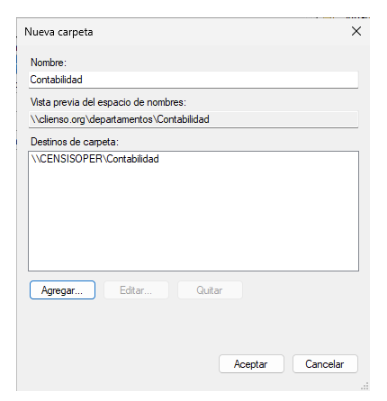 Nueva carpeta
Nombre:
Contabilidad
Vista previa del espacio de nombres:
\\clienso.org\departamentos\Contabilidad
Destinos de carpeta:
\\CENSISOPER\Contabilidad
Agregar... Editar... Quitar
Aceptar Cancelar